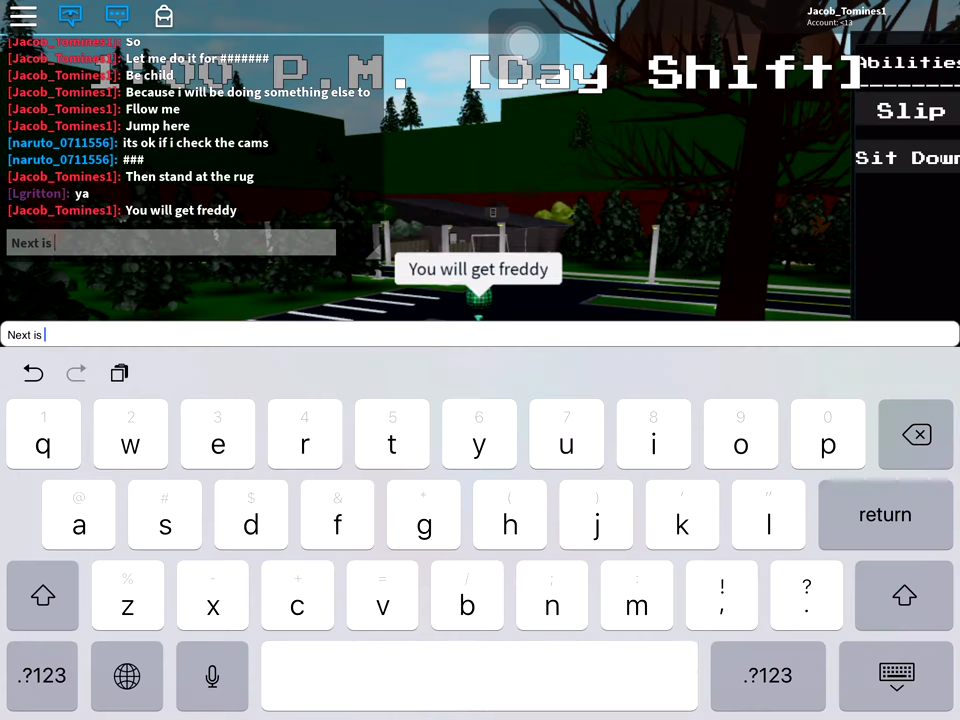 Jacob_Tomines1
Account: <13
[Jacob_Tomines1]: So
[Jacob_Tomines1]: Let me do it for #######
[Jacob_Tomines1]: Be child
[Jacob_Tomines1]: Because i will be doing something else to
[Jacob_Tomines1]: Fllow me
[Jacob_Tomines1]: Jump here
[naruto_0711556]: its ok if i check the cams
[naruto_0711556]: ###
[Jacob_Tomines1]: Then stand at the rug
[Lgritton]: ya
[Jacob_Tomines1]: You will get freddy
Next is
P.M. [Day Shift]
Abilities
Slip
Sit Down
You will get freddy
Next is
1 2 3 4 5 6 7 8 9 0
q w e r t y u i o p
@ # $ & * ( ) ' "
a s d f g h j k l return
% - + = / ; : ! ?
z x c v b n m , .
.?123 .?123